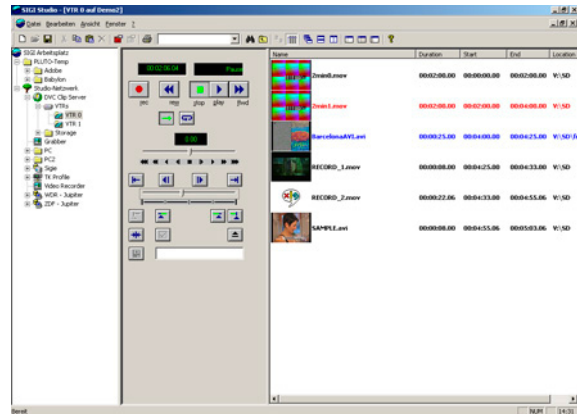 SIGI Studio - [VTR 0 auf Demo2]
Datei Bearbeiten Ansicht Fenster ?
SIGI Arbeitsplatz
PLUTO-Temp
Adobe
Babylon
Studio-Netzwerk
DVC Clip Server
VTRs
VTR 0
VTR 1
Storage
Grabber
PC
PC2
Sigie
TK Profile
Video Recorder
WDR - Jupiter
ZDF - Jupiter
00:02:06:04 Pause
rec rew stop play ffwd
0.00
Name Duration Start End Location
2min0.mov 00:02:00.00 00:00:00.00 00:02:00.00 V:\SD
2min1.mov 00:02:00.00 00:02:00.00 00:04:00.00 V:\SD
BarcelonaAVI.avi 00:00:25.00 00:04:00.00 00:04:25.00
RECORD_1.mov 00:00:08.00 00:04:25.00 00:04:33.00 V:\SD
RECORD_2.mov 00:00:22.06 00:04:33.00 00:04:55.06 V:\SD
SAMPLE.avi 00:00:08.00 00:04:55.06 00:05:03.06 V:\SD
Bereit NUM 14:31